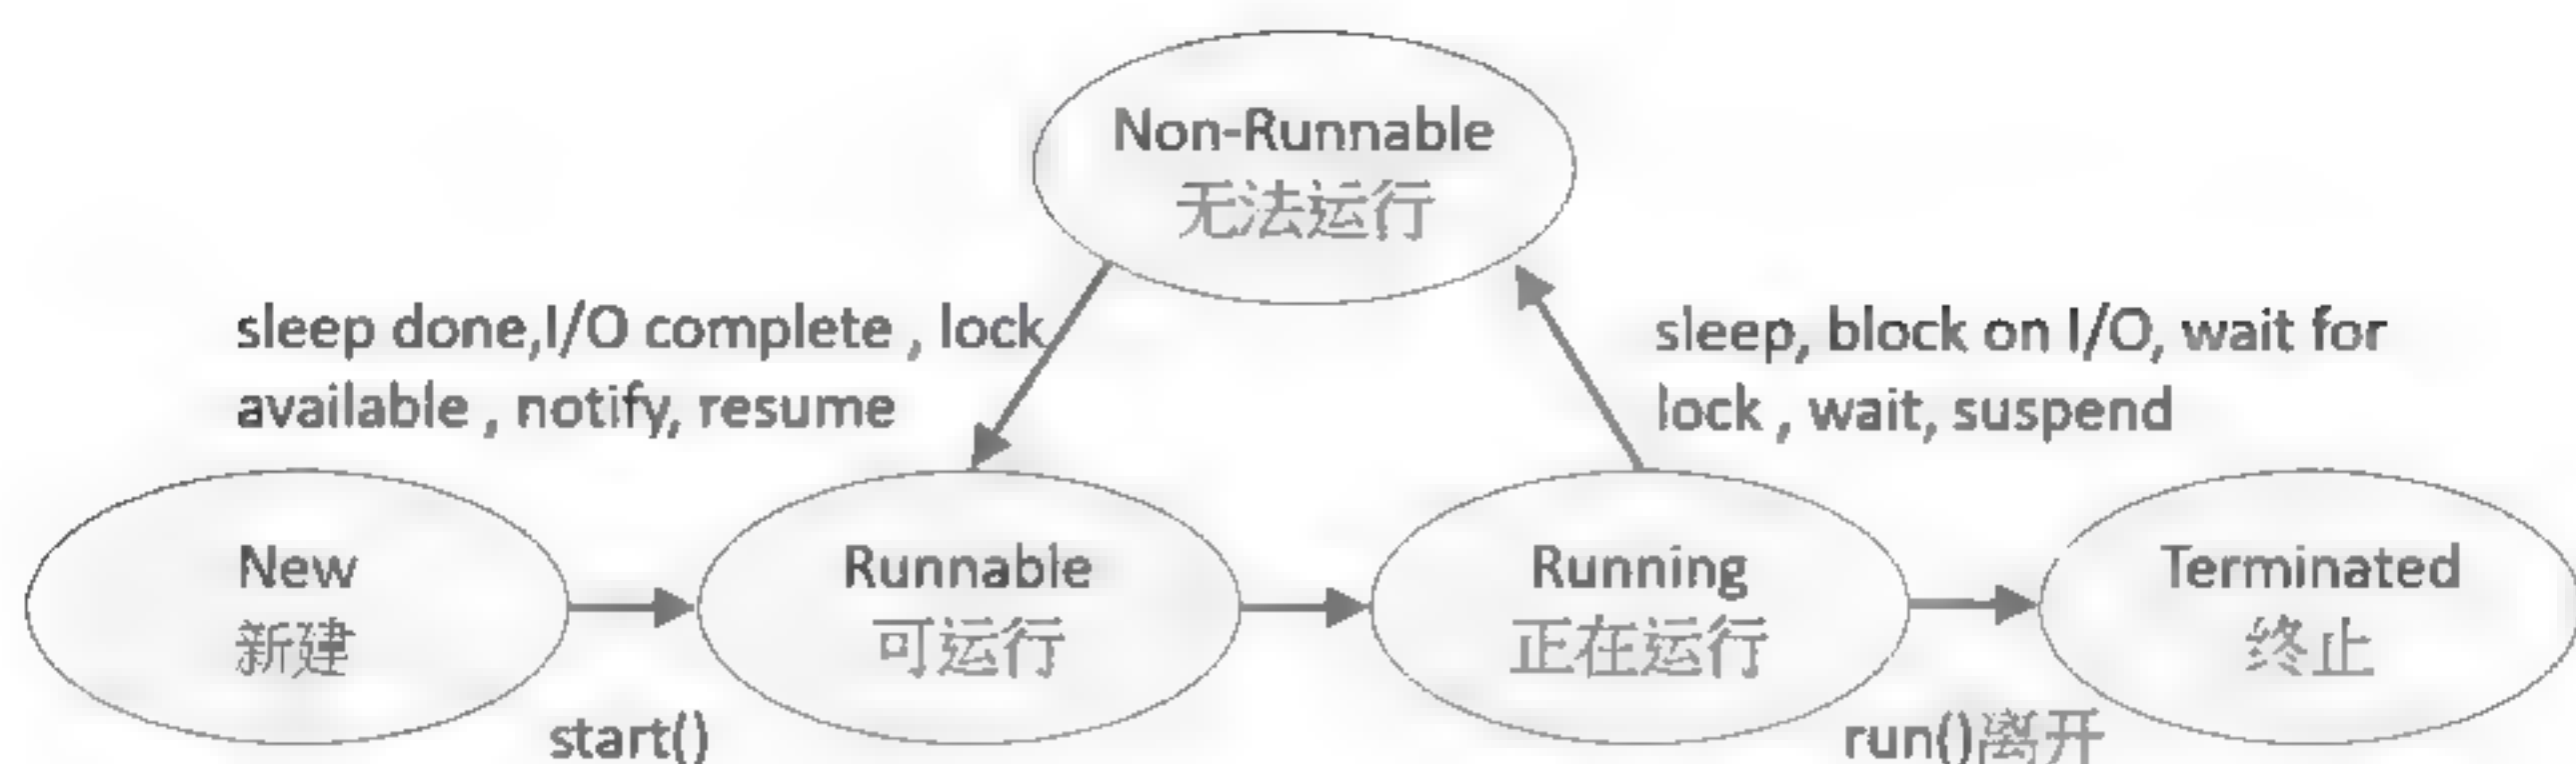 Non-Runnable
无法运行
sleep done,I/O complete , lock
available , notify, resume
sleep, block on I/O, wait for
lock , wait, suspend
New
新建
Runnable
可运行
Running
正在运行
Terminated
终止
start()
run()离开